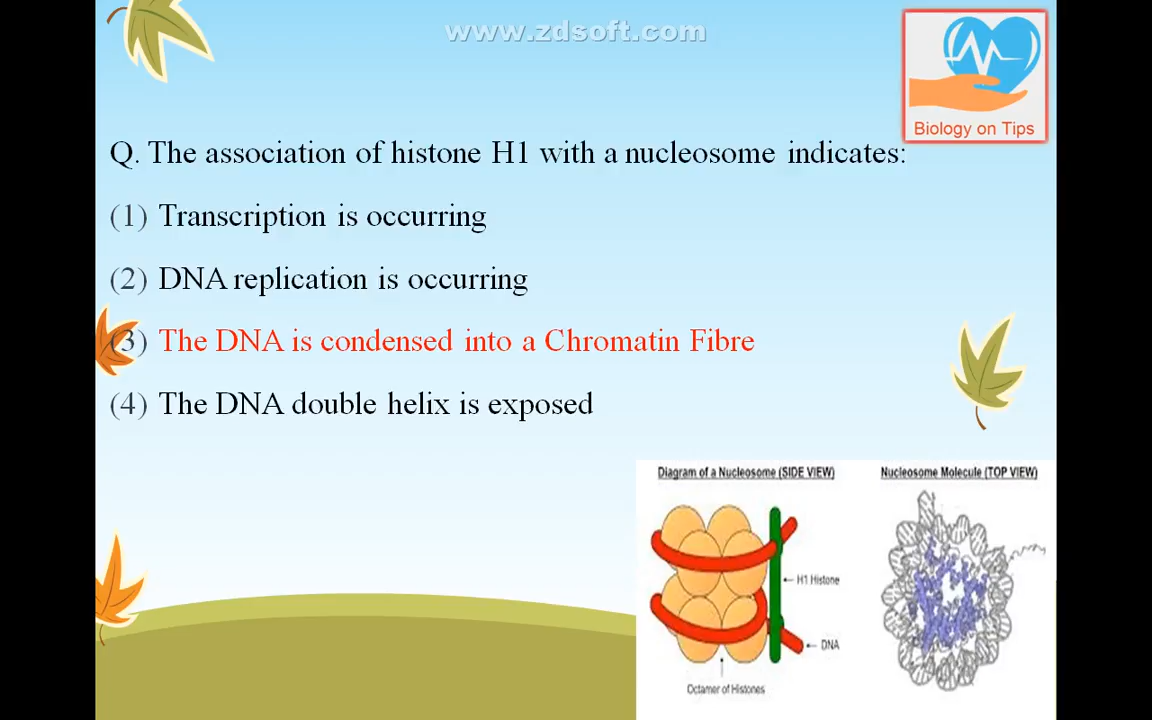 www.zdsoft.com
Biology on Tips
Q. The association of histone H1 with a nucleosome indicates:
(1) Transcription is occurring
(2) DNA replication is occurring
(3) The DNA is condensed into a Chromatin Fibre
(4) The DNA double helix is exposed
Diagram of a Nucleosome (SIDE VIEW)
Nucleosome Molecule (TOP VIEW)
H1 Histone
DNA
Octamer of Histones